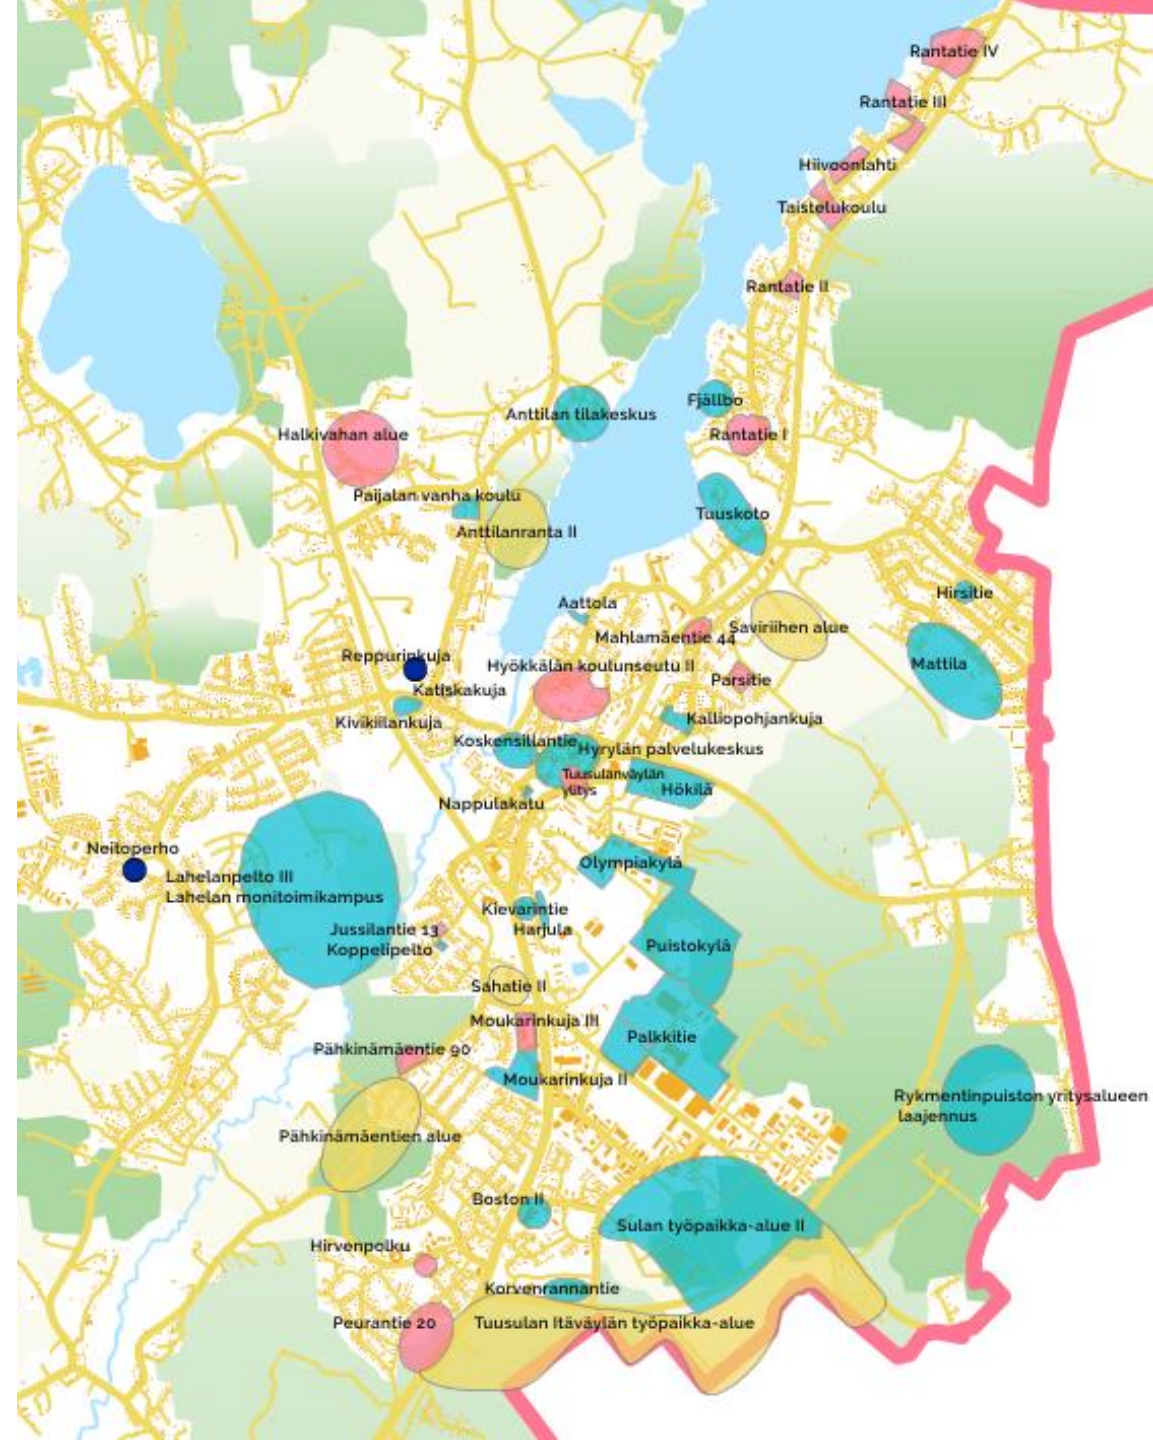 Rantatie IV
Rantatie III
Hiivoonlahti
Taistelukoulu
Rantatie II
Fjällbo
Anttilan tilakeskus
Halkivahan alue
Rantatie I
Paijalan vanha koulu
Tuuskoto
Anttilanranta II
Hirsitie
Aattola
Saviriihen alue
Mahlamäentie 44
Reppurinkuja
Hyökkälän koulunseutu II
Mattila
Parsitie
Katiskakuja
Kivikiilankuja
Kalliopohjankuja
Koskensillantie
Hyrylän palvelukeskus
Tuusulanväylän
ylitys
Hökilä
Nappulakatu
Neitoperho
Olympiakylä
Lahelanpelto III
Lahelan monitoimikampus
Kievarintie
Jussilantie 13
Harjula
Koppelipelto
Puistokylä
Sahatie II
Moukarinkuja III
Palkkitie
Pähkinämäentie 90
Moukarinkuja II
Rykmentinpuiston yritysalueen
laajennus
Pähkinämäentien alue
Boston II
Sulan työpaikka-alue II
Hirvenpolku
Korvenrannantie
Peurantie 20
Tuusulan Itäväylän työpaikka-alue